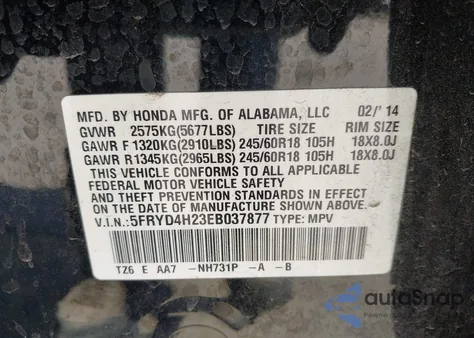 MFD. BY HONDA MFG. OF ALABAMA, LLC 02/'14
GVWR 2575KG(5677LBS) TIRE SIZE RIM SIZE
GAWR F 1320KG(2910LBS) 245/60R18 105H 18X8.0J
GAWR R 1345KG(2965LBS) 245/60R18 105H 18X8.0J
THIS VEHICLE CONFORMS TO ALL APPLICABLE
FEDERAL MOTOR VEHICLE SAFETY
AND THEFT PREVENTION STANDARDS IN EFFECT
ON THE DATE OF MANUFACTURE SHOWN ABOVE.
V.I.N.: 5FRYD4H23EB037877 TYPE: MPV
TZ6 E AA7 -NH731P -A -B
autoSnap